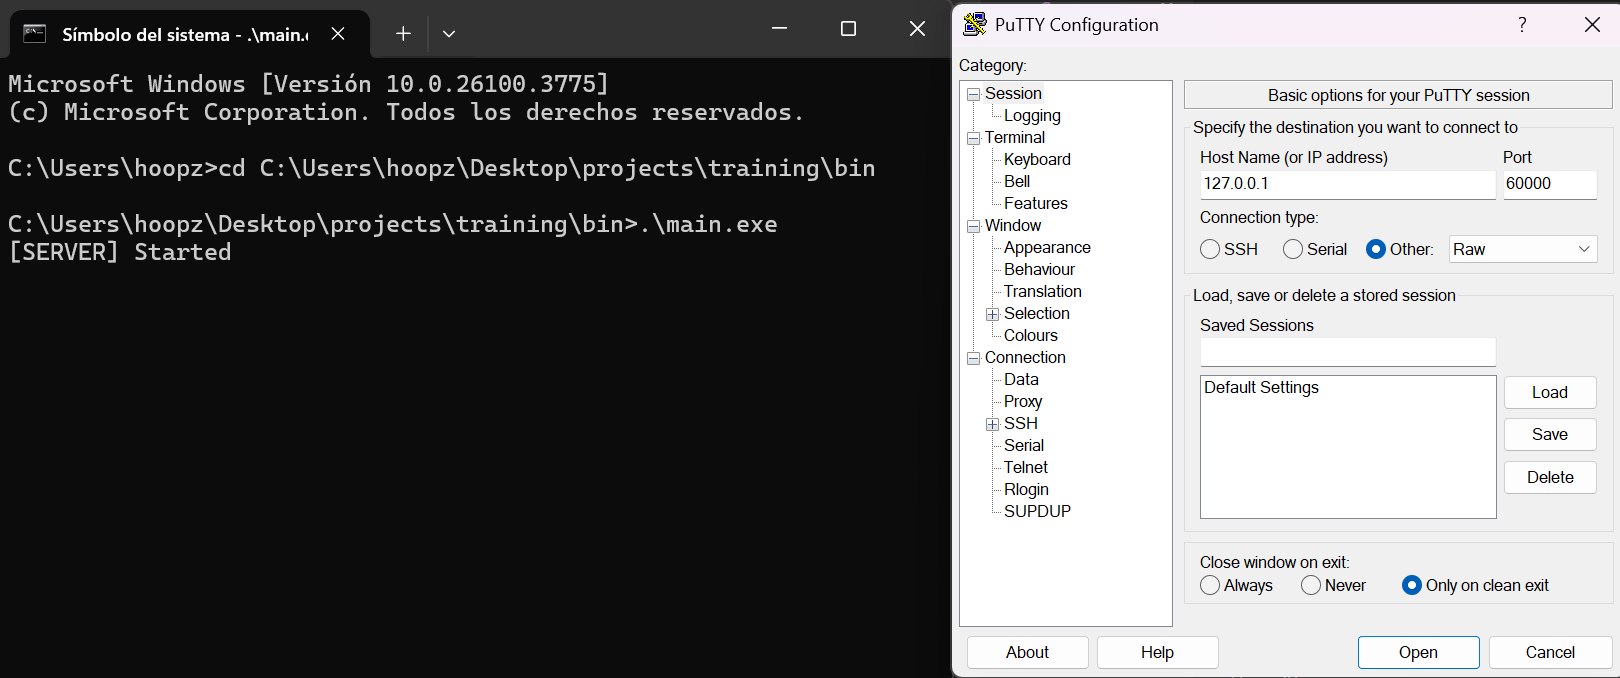 Símbolo del sistema - .\main.e
Microsoft Windows [Versión 10.0.26100.3775]
(c) Microsoft Corporation. Todos los derechos reservados.
C:\Users\hoopz>cd C:\Users\hoopz\Desktop\projects\training\bin
C:\Users\hoopz\Desktop\projects\training\bin>.\main.exe
[SERVER] Started
PuTTY Configuration
Category:
Session
Logging
Terminal
Keyboard
Bell
Features
Window
Appearance
Behaviour
Translation
Selection
Colours
Connection
Data
Proxy
SSH
Serial
Telnet
Rlogin
SUPDUP
Basic options for your PuTTY session
Specify the destination you want to connect to
Host Name (or IP address) Port
127.0.0.1 60000
Connection type:
SSH Serial Other: Raw
Load, save or delete a stored session
Saved Sessions
Default Settings
Load
Save
Delete
Close window on exit:
Always Never Only on clean exit
About Help Open Cancel